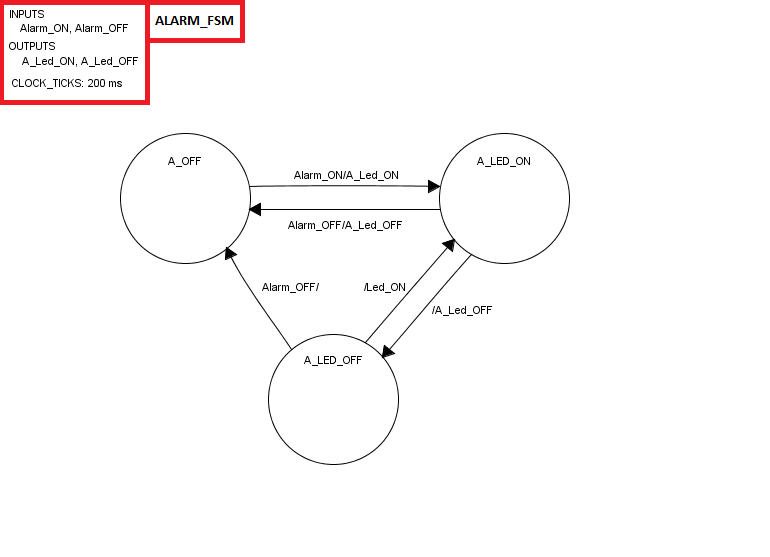 INPUTS
Alarm_ON, Alarm_OFF
OUTPUTS
A_Led_ON, A_Led_OFF
CLOCK_TICKS: 200 ms
ALARM_FSM
A_OFF
A_LED_ON
Alarm_ON/A_Led_ON
Alarm_OFF/A_Led_OFF
Alarm_OFF/
/Led_ON
/A_Led_OFF
A_LED_OFF